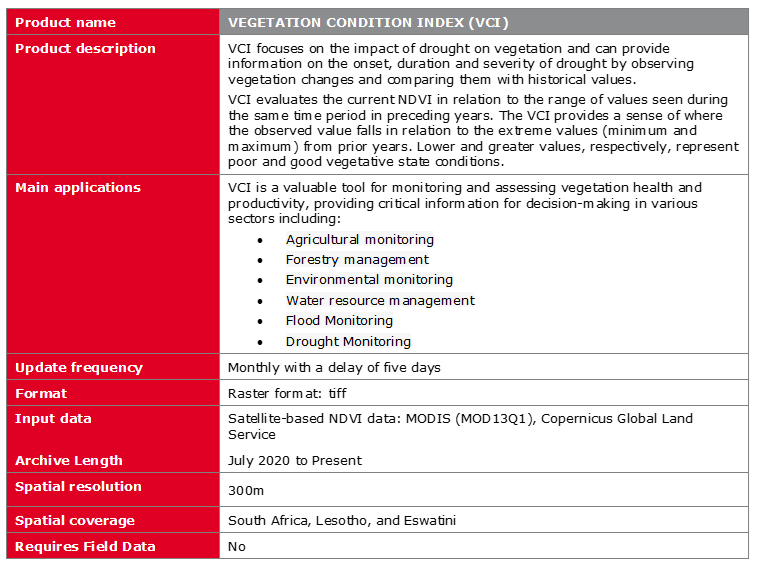 Product name
VEGETATION CONDITION INDEX (VCI)
Product description
VCI focuses on the impact of drought on vegetation and can provide
information on the onset, duration and severity of drought by observing
vegetation changes and comparing them with historical values.
VCI evaluates the current NDVI in relation to the range of values seen during
the same time period in preceding years. The VCI provides a sense of where
the observed value falls in relation to the extreme values (minimum and
maximum) from prior years. Lower and greater values, respectively, represent
poor and good vegetative state conditions.
Main applications
VCI is a valuable tool for monitoring and assessing vegetation health and
productivity, providing critical information for decision-making in various
sectors including:
• Agricultural monitoring
• Forestry management
• Environmental monitoring
• Water resource management
• Flood Monitoring
• Drought Monitoring
Update frequency
Monthly with a delay of five days
Format
Raster format: tiff
Input data
Satellite-based NDVI data: MODIS (MOD13Q1), Copernicus Global Land
Service
Archive Length
July 2020 to Present
Spatial resolution
300m
Spatial coverage
South Africa, Lesotho, and Eswatini
Requires Field Data
No